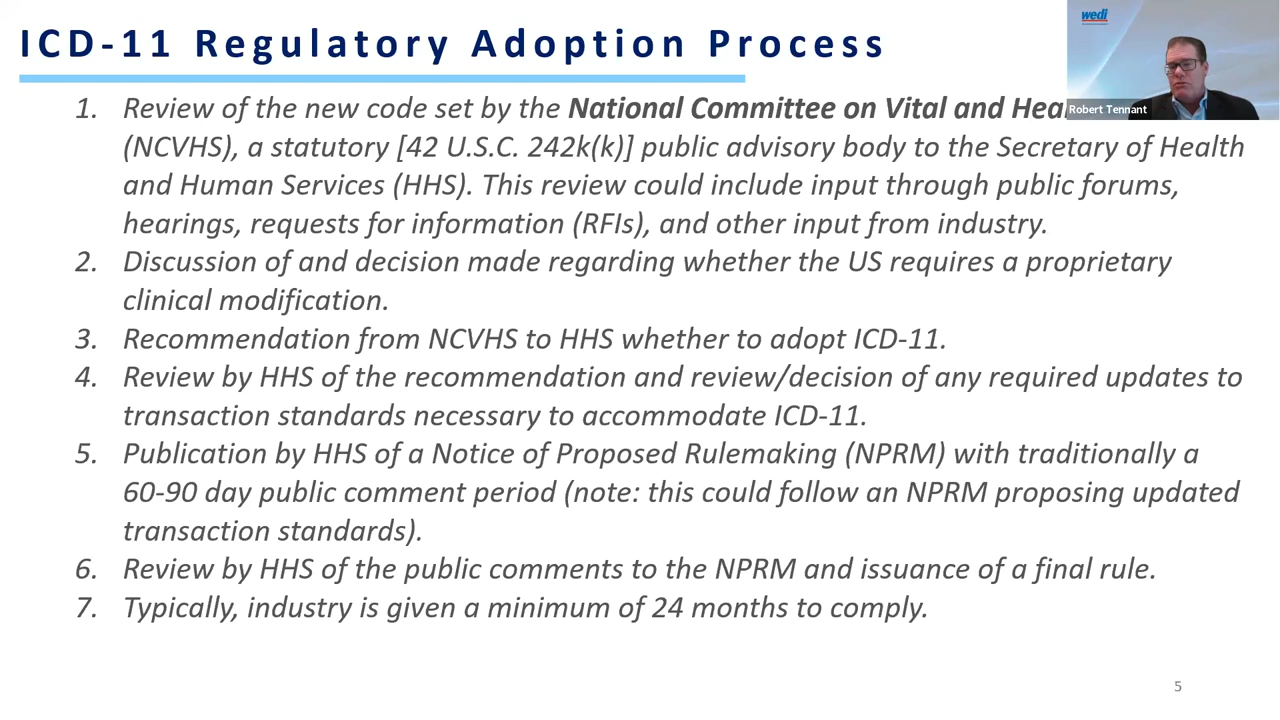 ICD-11 Regulatory Adoption Process
wedi
Robert Tennant
1. Review of the new code set by the National Committee on Vital and
(NCVHS), a statutory [42 U.S.C. 242k(k)] public advisory body to the Secretary of Health
and Human Services (HHS). This review could include input through public forums,
hearings, requests for information (RFIs), and other input from industry.
2. Discussion of and decision made regarding whether the US requires a proprietary
clinical modification.
3. Recommendation from NCVHS to HHS whether to adopt ICD-11.
4. Review by HHS of the recommendation and review/decision of any required updates to
transaction standards necessary to accommodate ICD-11.
5. Publication by HHS of a Notice of Proposed Rulemaking (NPRM) with traditionally a
60-90 day public comment period (note: this could follow an NPRM proposing updated
transaction standards).
6. Review by HHS of the public comments to the NPRM and issuance of a final rule.
7. Typically, industry is given a minimum of 24 months to comply.
5